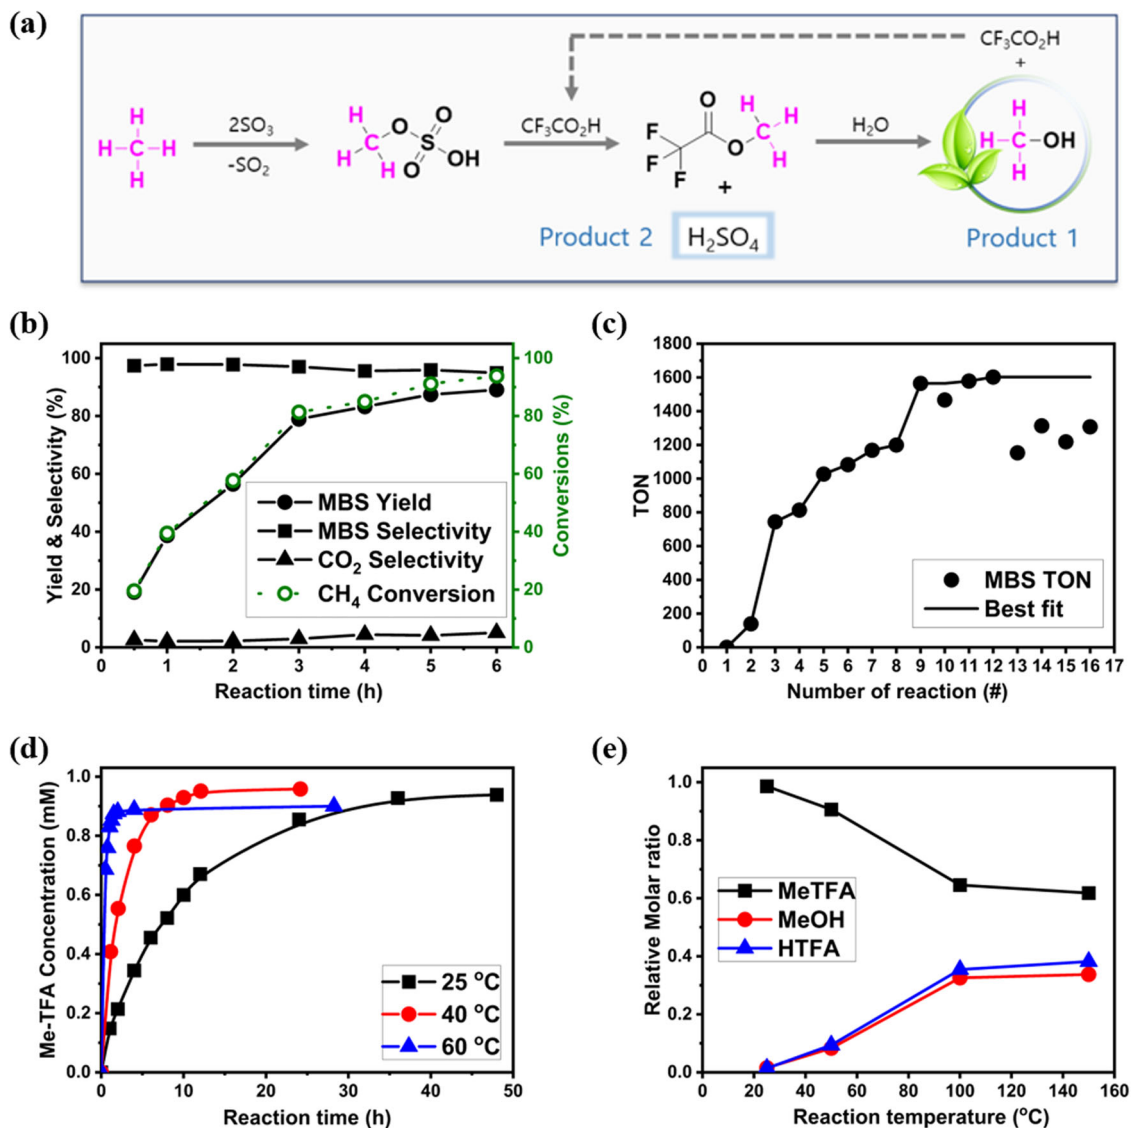 (a)
CF₃CO₂H
+
H
H C H
H
2SO₃
-SO₂
H
H C O S OH
H O O
CF₃CO₂H
O H
F C H
F O H
F
+
H₂O
H
H C OH
H
Product 2 H₂SO₄ Product 1
(b)
Yield & Selectivity (%)
100
80
60
40
20
0
MBS Yield
MBS Selectivity
CO₂ Selectivity
CH₄ Conversion
100
80
60
40
20
0
Conversions (%)
0 1 2 3 4 5 6
Reaction time (h)
(c)
TON
1800
1600
1400
1200
1000
800
600
400
200
0
MBS TON
Best fit
0 1 2 3 4 5 6 7 8 9 10 11 12 13 14 15 16 17
Number of reaction (#)
(d)
Me-TFA Concentration (mM)
1.0
0.8
0.6
0.4
0.2
0.0
25 °C
40 °C
60 °C
0 10 20 30 40 50
Reaction time (h)
(e)
Relative Molar ratio
1.0
0.8
0.6
0.4
0.2
0.0
MeTFA
MeOH
HTFA
0 20 40 60 80 100 120 140 160
Reaction temperature (°C)